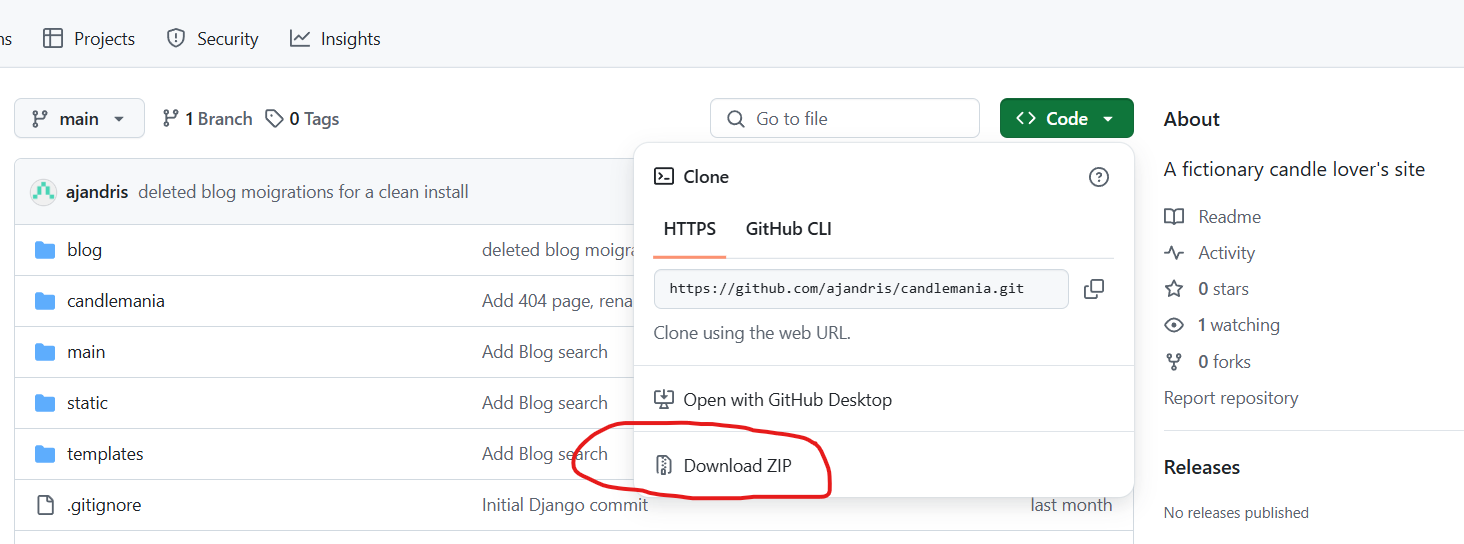 ns Projects Security Insights
main 1 Branch 0 Tags Go to file Code
ajandris deleted blog moigrations for a clean install
blog deleted blog moigra
candlemania Add 404 page, rena
main Add Blog search
static Add Blog search
templates Add Blog search
.gitignore Initial Django commit last month
Clone
HTTPS GitHub CLI
https://github.com/ajandris/candlemania.git
Clone using the web URL.
Open with GitHub Desktop
Download ZIP
About
A fictionary candle lover's site
Readme
Activity
0 stars
1 watching
0 forks
Report repository
Releases
No releases published